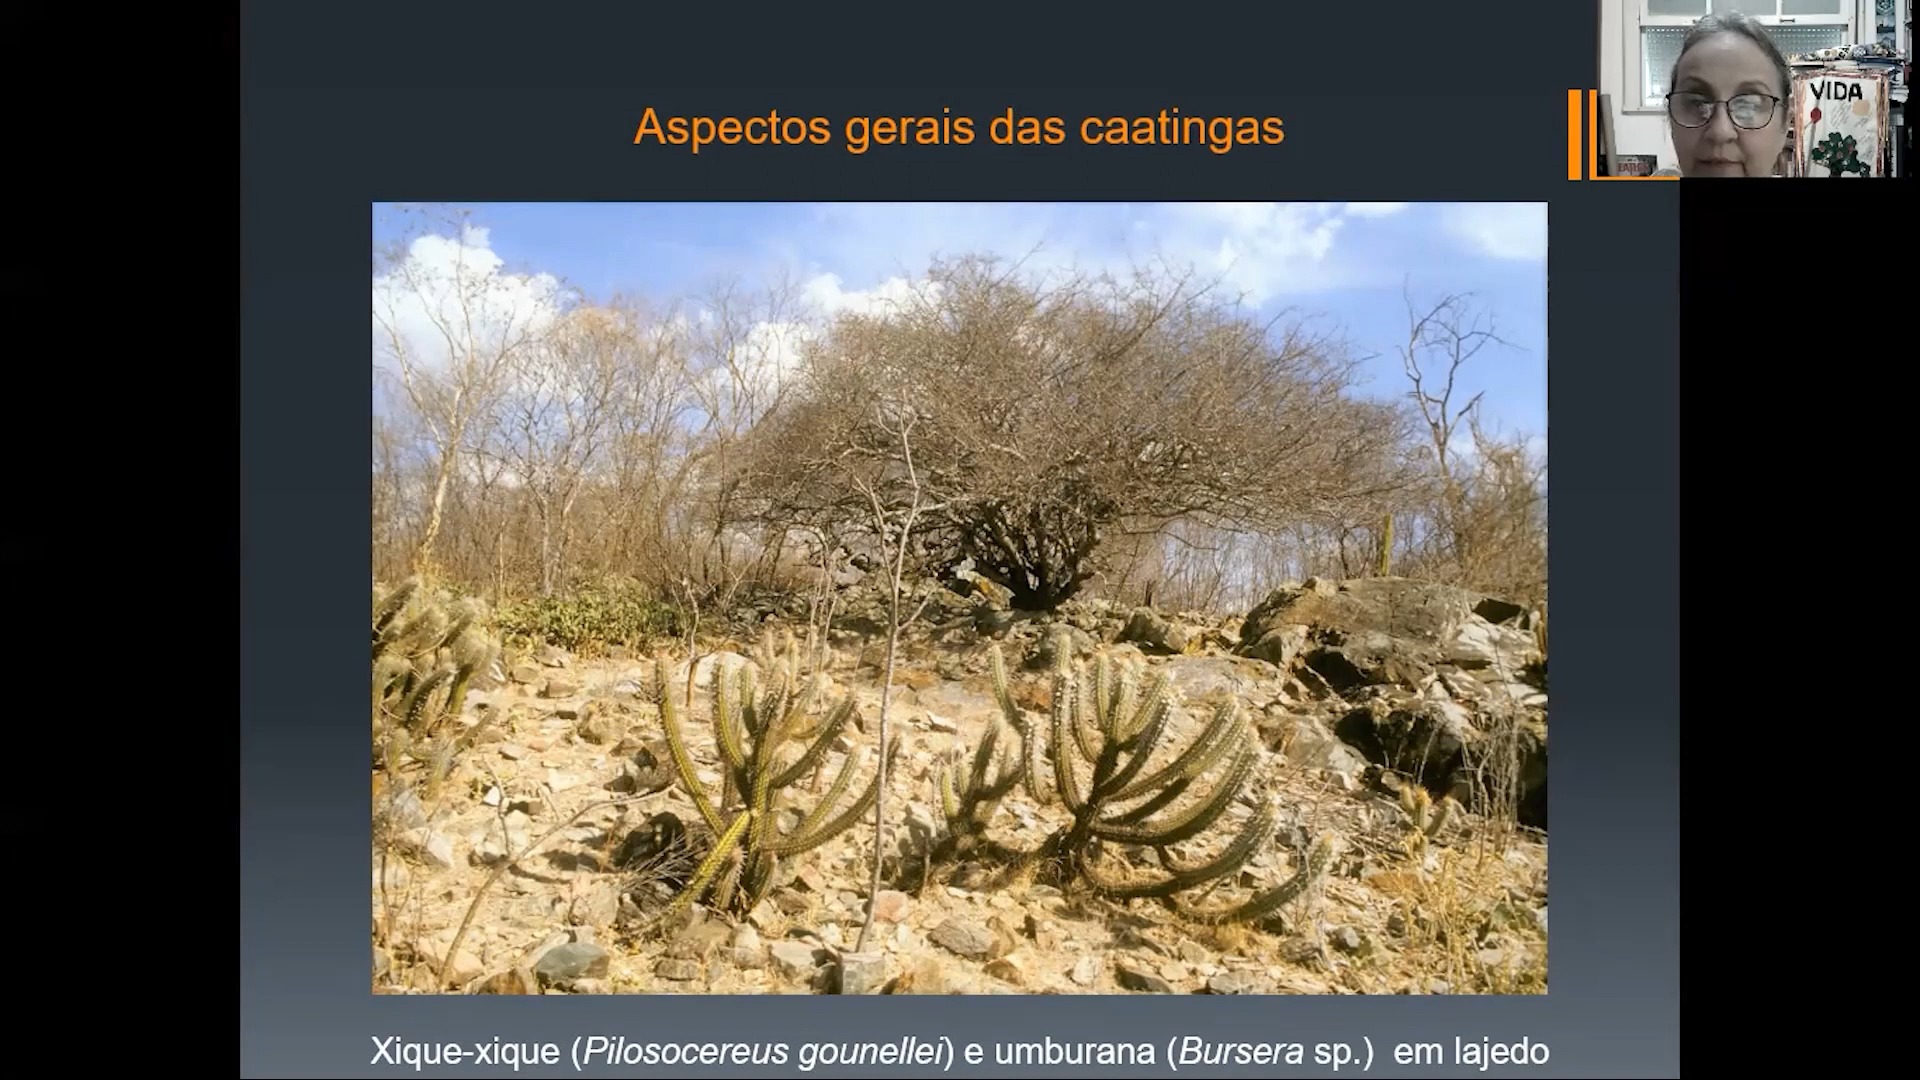 Aspectos gerais das caatingas
VIDA
Xique-xique (Pilosocereus gounellei) e umburana (Bursera sp.) em lajedo